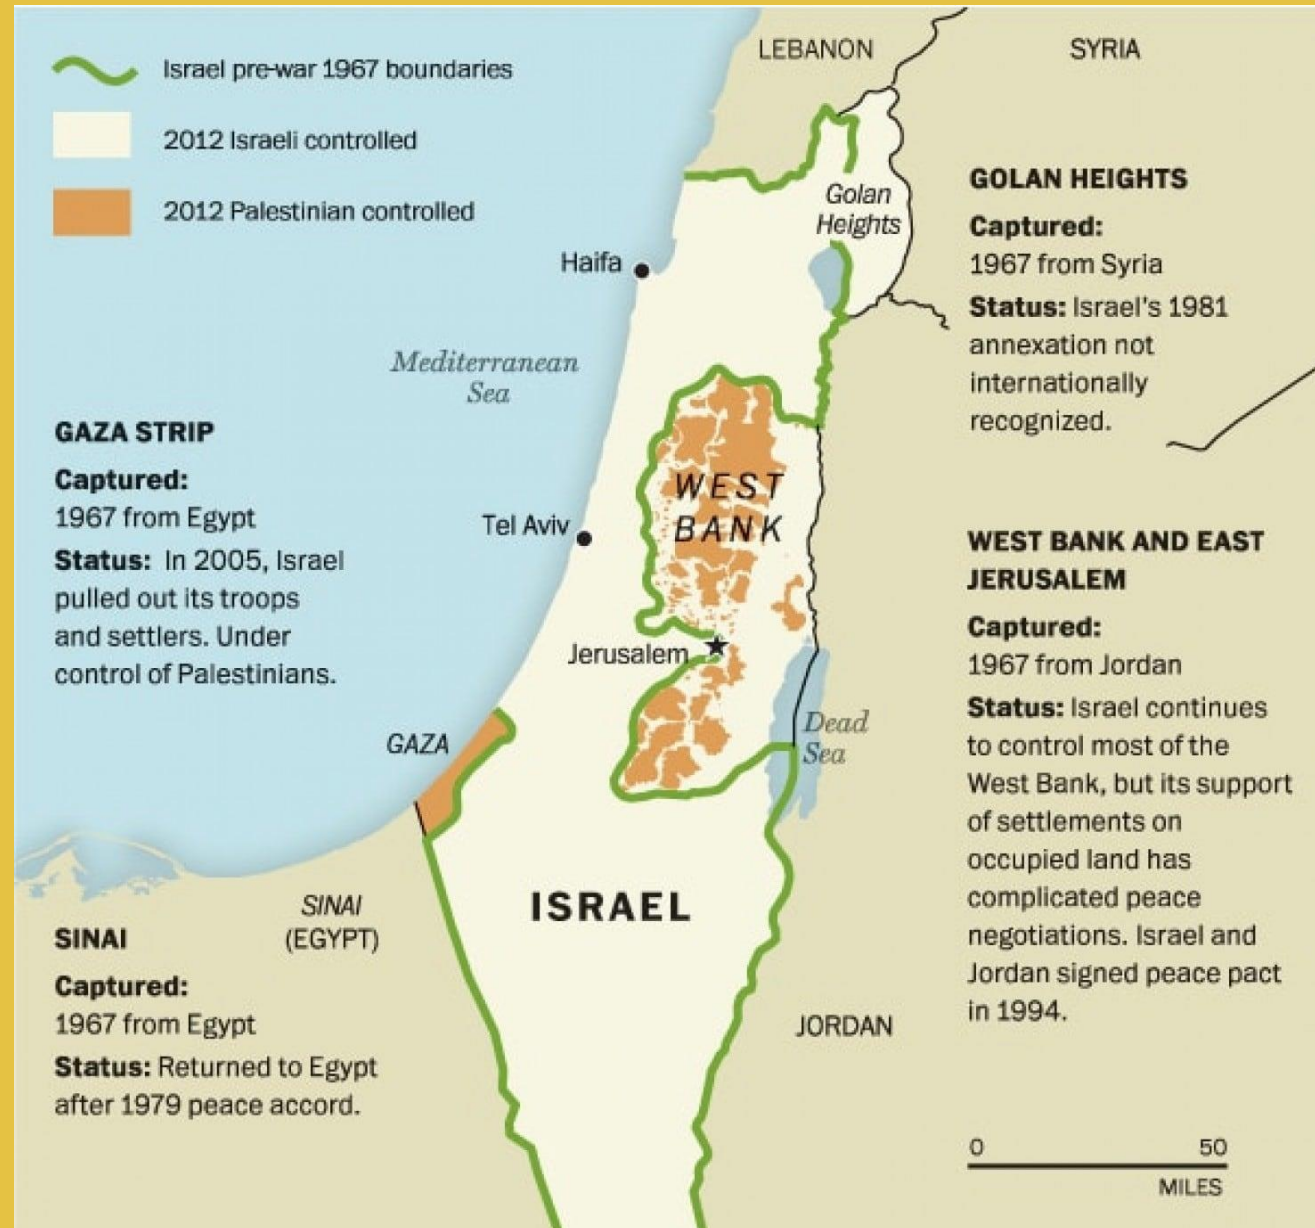 Israel pre-war 1967 boundaries
2012 Israeli controlled
2012 Palestinian controlled
LEBANON
SYRIA
Golan
Heights
Haifa
Mediterranean
Sea
GOLAN HEIGHTS
Captured:
1967 from Syria
Status: Israel's 1981
annexation not
internationally
recognized.
GAZA STRIP
Captured:
1967 from Egypt
Status: In 2005, Israel
pulled out its troops
and settlers. Under
control of Palestinians.
Tel Aviv
WEST
BANK
Jerusalem
WEST BANK AND EAST
JERUSALEM
Captured:
1967 from Jordan
Status: Israel continues
to control most of the
West Bank, but its support
of settlements on
occupied land has
complicated peace
negotiations. Israel and
Jordan signed peace pact
in 1994.
GAZA
Dead
Sea
ISRAEL
SINAI
(EGYPT)
SINAI
Captured:
1967 from Egypt
Status: Returned to Egypt
after 1979 peace accord.
JORDAN
0 50
MILES